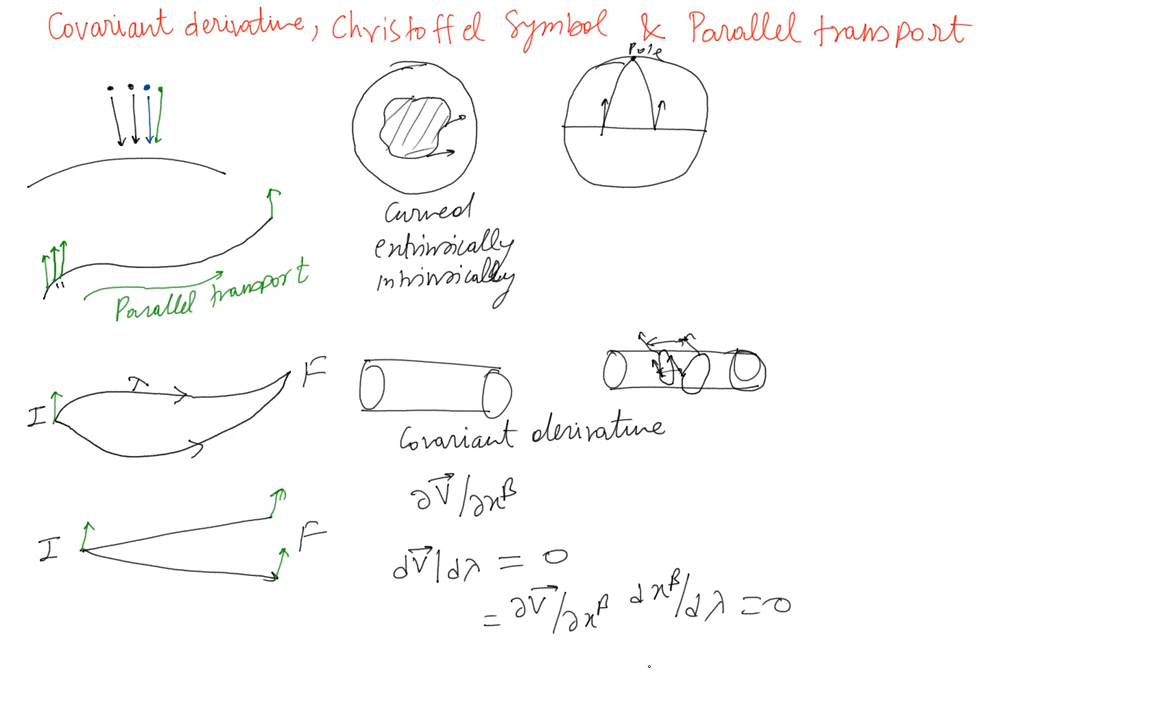 Covariant derivative, Christoffel Symbol & Parallel transport
Pole
Curved
extrinsically
intrinsically
Parallel transport
I
λ
F
Covariant derivative
∂V⃗/∂x^β
I
F
dV⃗/dλ = 0
= ∂V⃗/∂x^β dx^β/dλ = 0